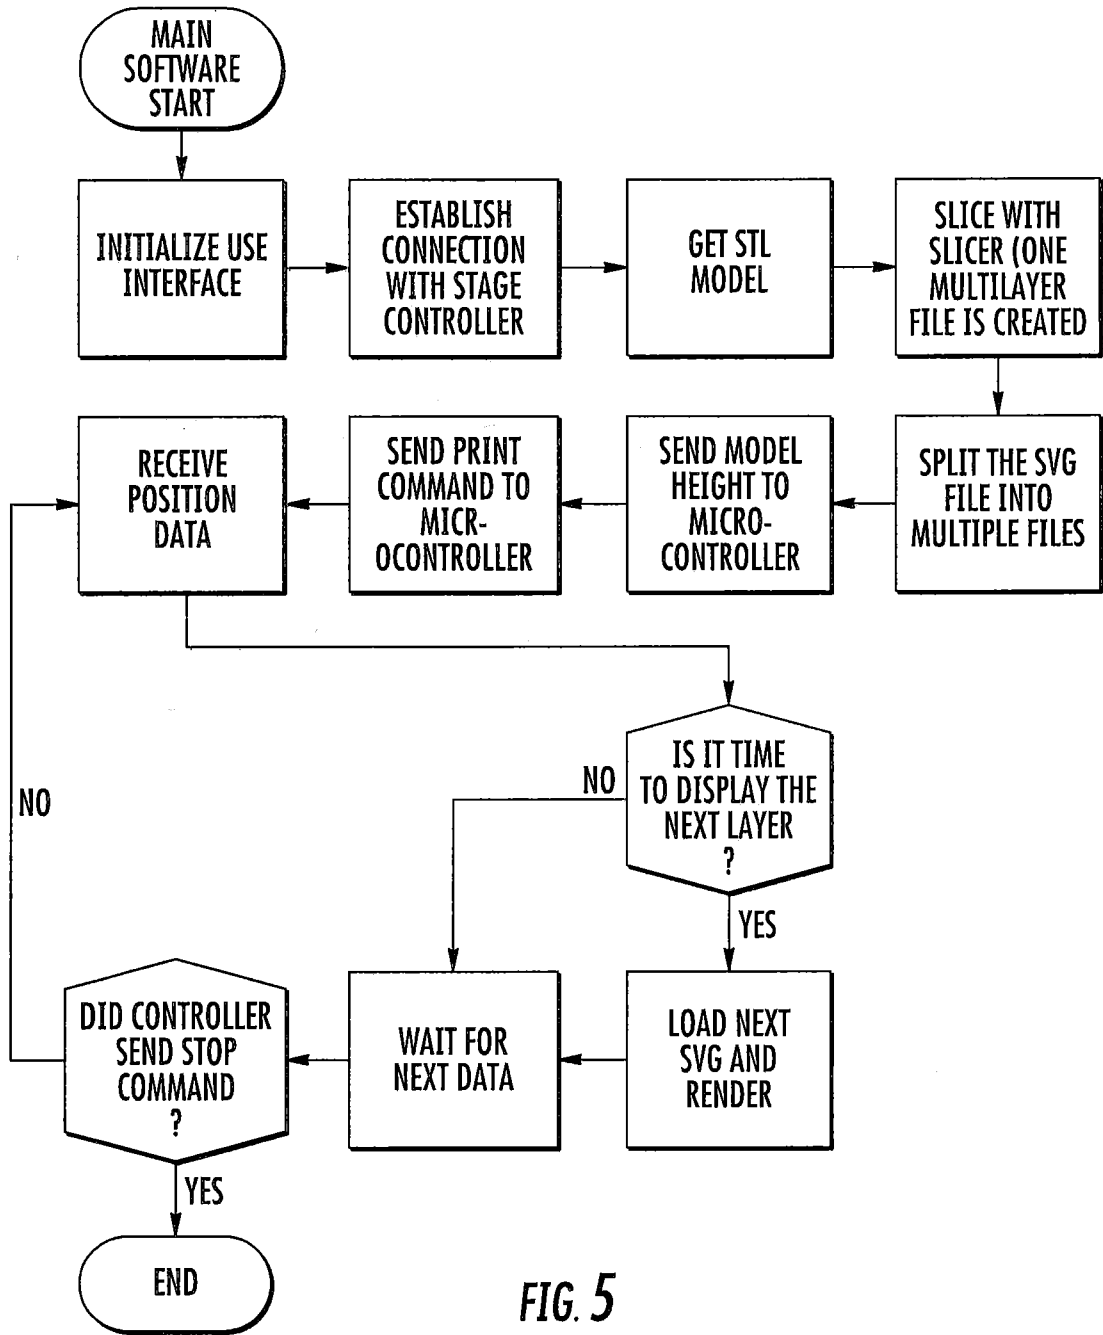 MAIN
SOFTWARE
START
INITIALIZE USE
INTERFACE
ESTABLISH
CONNECTION
WITH STAGE
CONTROLLER
GET STL
MODEL
SLICE WITH
SLICER (ONE
MULTILAYER
FILE IS CREATED
RECEIVE
POSITION
DATA
SEND PRINT
COMMAND TO
MICR-
OCONTROLLER
SEND MODEL
HEIGHT TO
MICRO-
CONTROLLER
SPLIT THE SVG
FILE INTO
MULTIPLE FILES
IS IT TIME
TO DISPLAY THE
NEXT LAYER
?
NO
NO
YES
DID CONTROLLER
SEND STOP
COMMAND
?
WAIT FOR
NEXT DATA
LOAD NEXT
SVG AND
RENDER
YES
END
FIG. 5